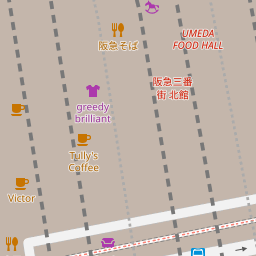 UMEDA
FOOD HALL
阪急そば
阪急三番
街 北館
greedy
brilliant
Tully's
Coffee
Victor